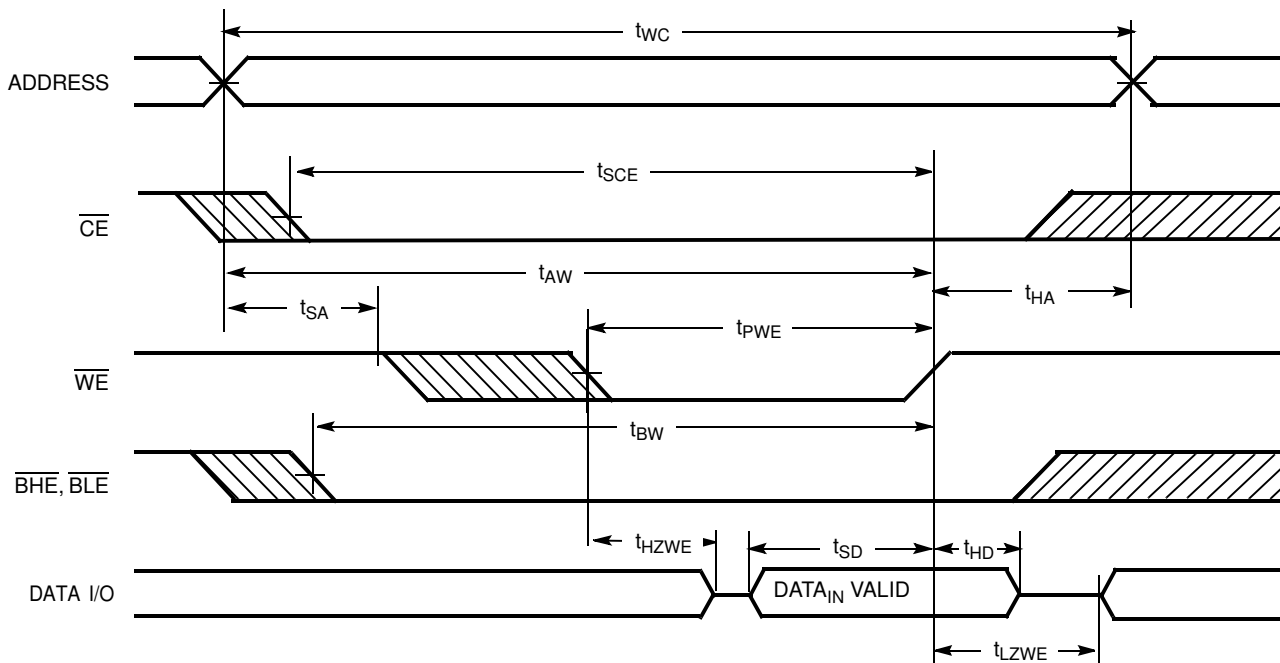 tWC
ADDRESS
tSCE
CE
tAW
tSA
tHA
tPWE
WE
tBW
BHE, BLE
tHZWE
tSD
tHD
DATA I/O
DATAIN VALID
tLZWE